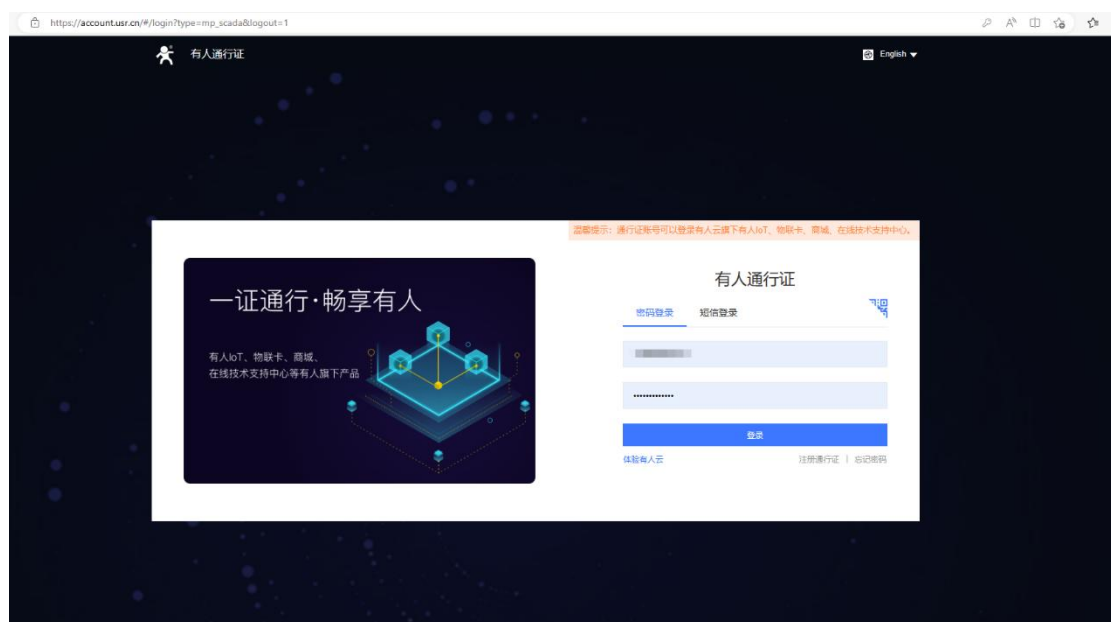 https://account.usr.cn/#/login?type=mp_scada&logout=1
有人通行证
English
温馨提示：通行证账号可以登录有人云旗下有人IoT、物联卡、商城、在线技术支持中心。
一证通行·畅享有人
有人IoT、物联卡、商城、
在线技术支持中心等有人旗下产品
有人通行证
密码登录 短信登录
•••••••••••••
登录
体验有人云 注册通行证 | 忘记密码